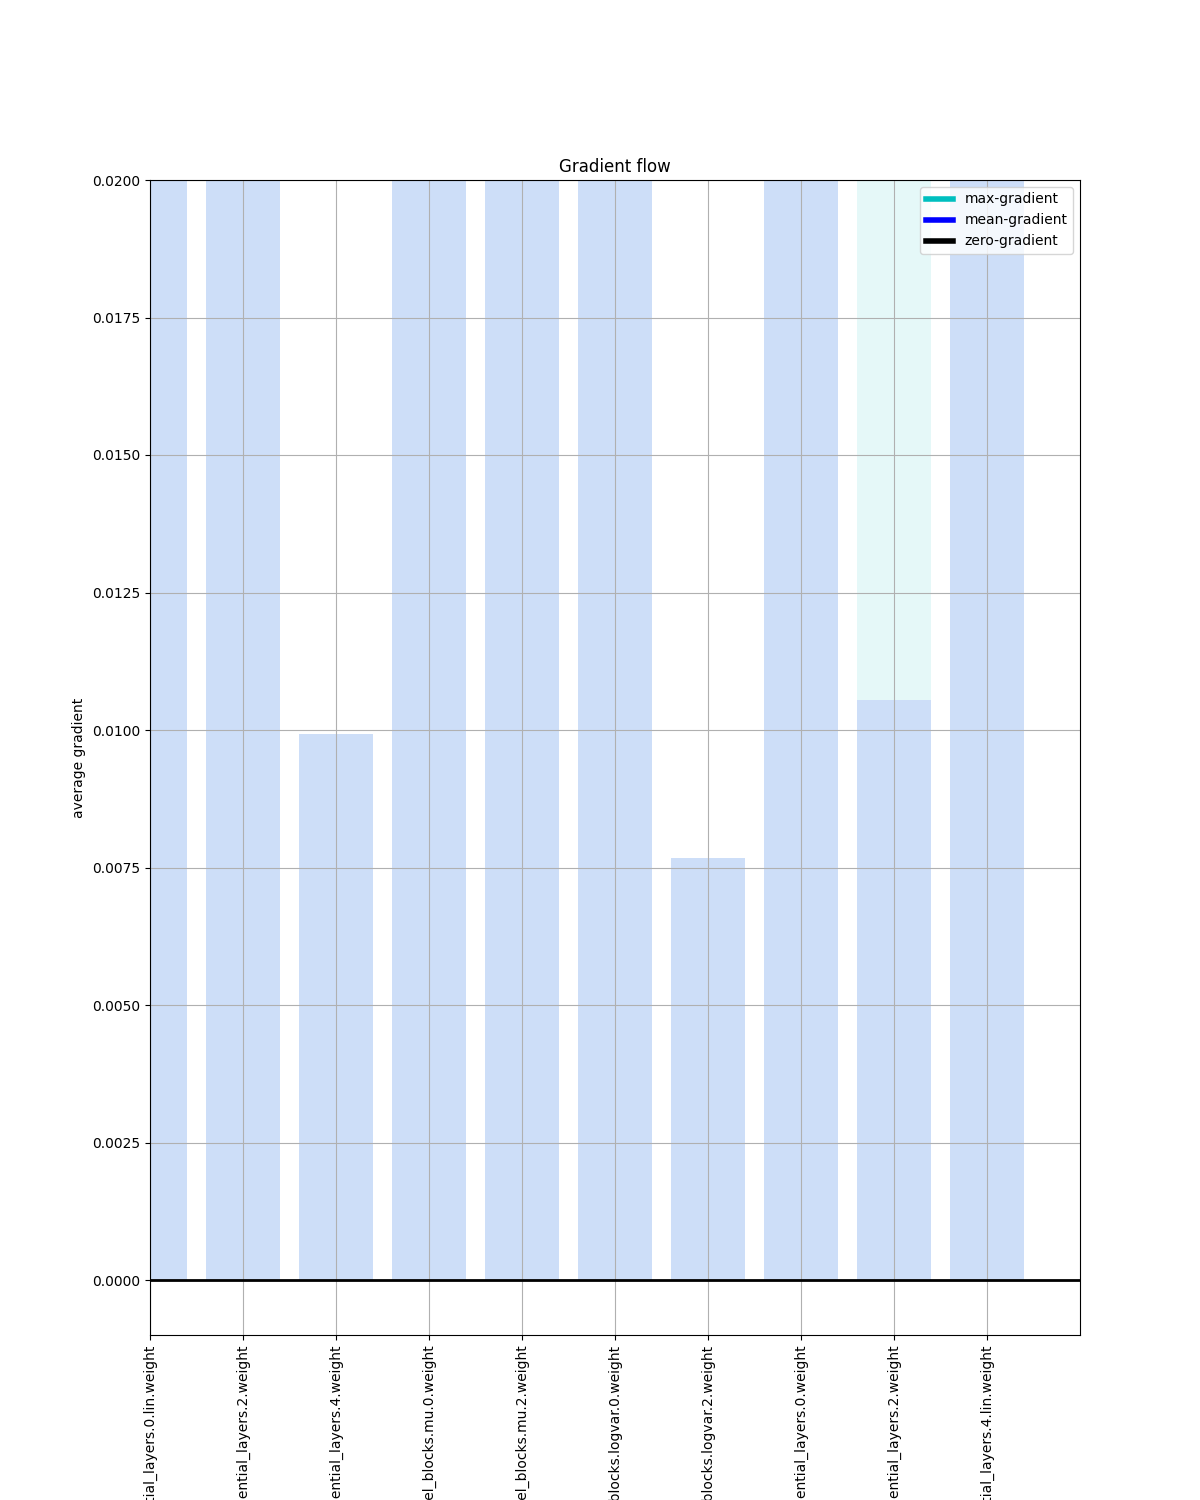 Gradient flow
max-gradient
mean-gradient
zero-gradient
0.0200
0.0175
0.0150
0.0125
0.0100
0.0075
0.0050
0.0025
0.0000
average gradient
tial_layers.0.lin.weight
ential_layers.2.weight
ential_layers.4.weight
el_blocks.mu.0.weight
el_blocks.mu.2.weight
blocks.logvar.0.weight
blocks.logvar.2.weight
ential_layers.0.weight
ential_layers.2.weight
tial_layers.4.lin.weight